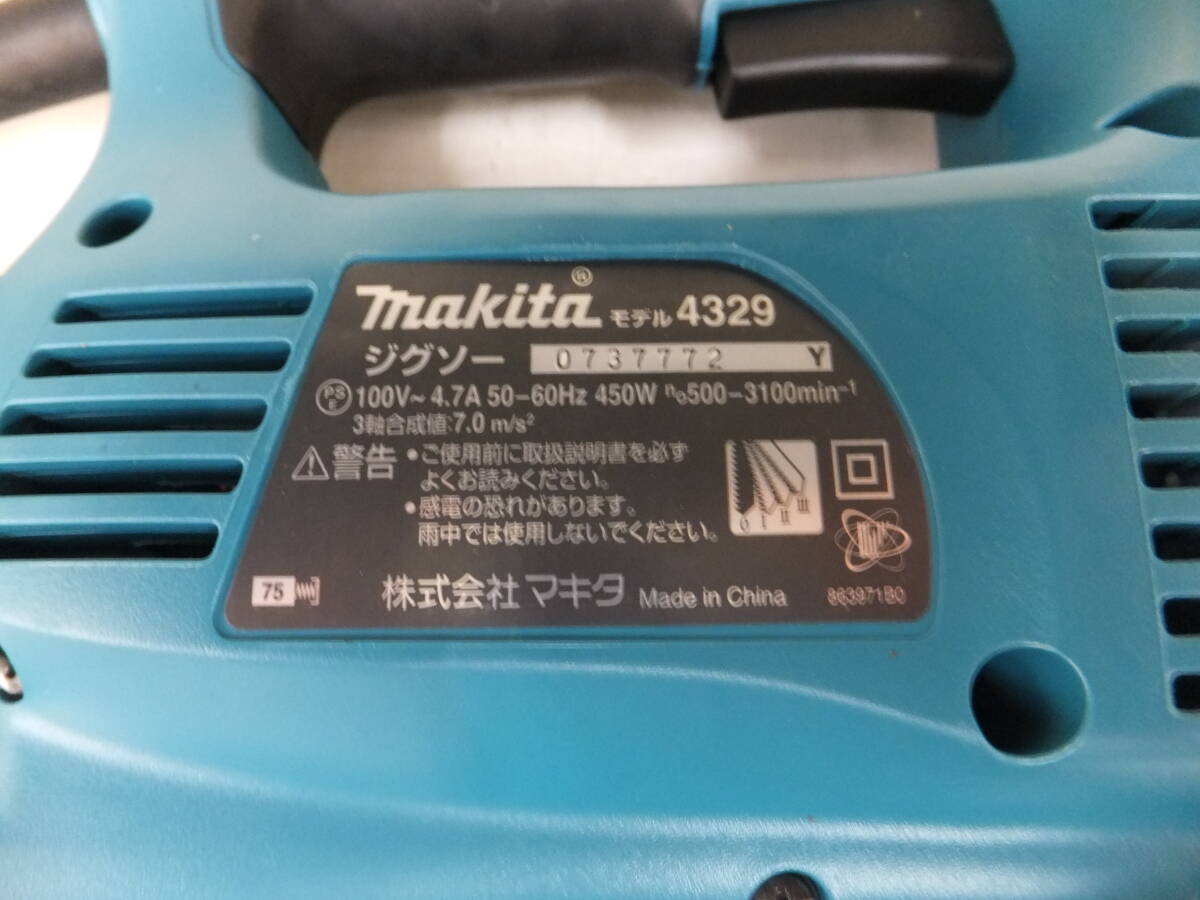 makita® モデル 4329
ジグソー 0737772 Y
PS E 100V~ 4.7A 50-60Hz 450W n₀500-3100min⁻¹
3軸合成値:7.0 m/s²
警告 •ご使用前に取扱説明書を必ず
よくお読みください。
•感電の恐れがあります。
雨中では使用しないでください。
0 I II III
75
株式会社 マキタ Made in China 863971B0